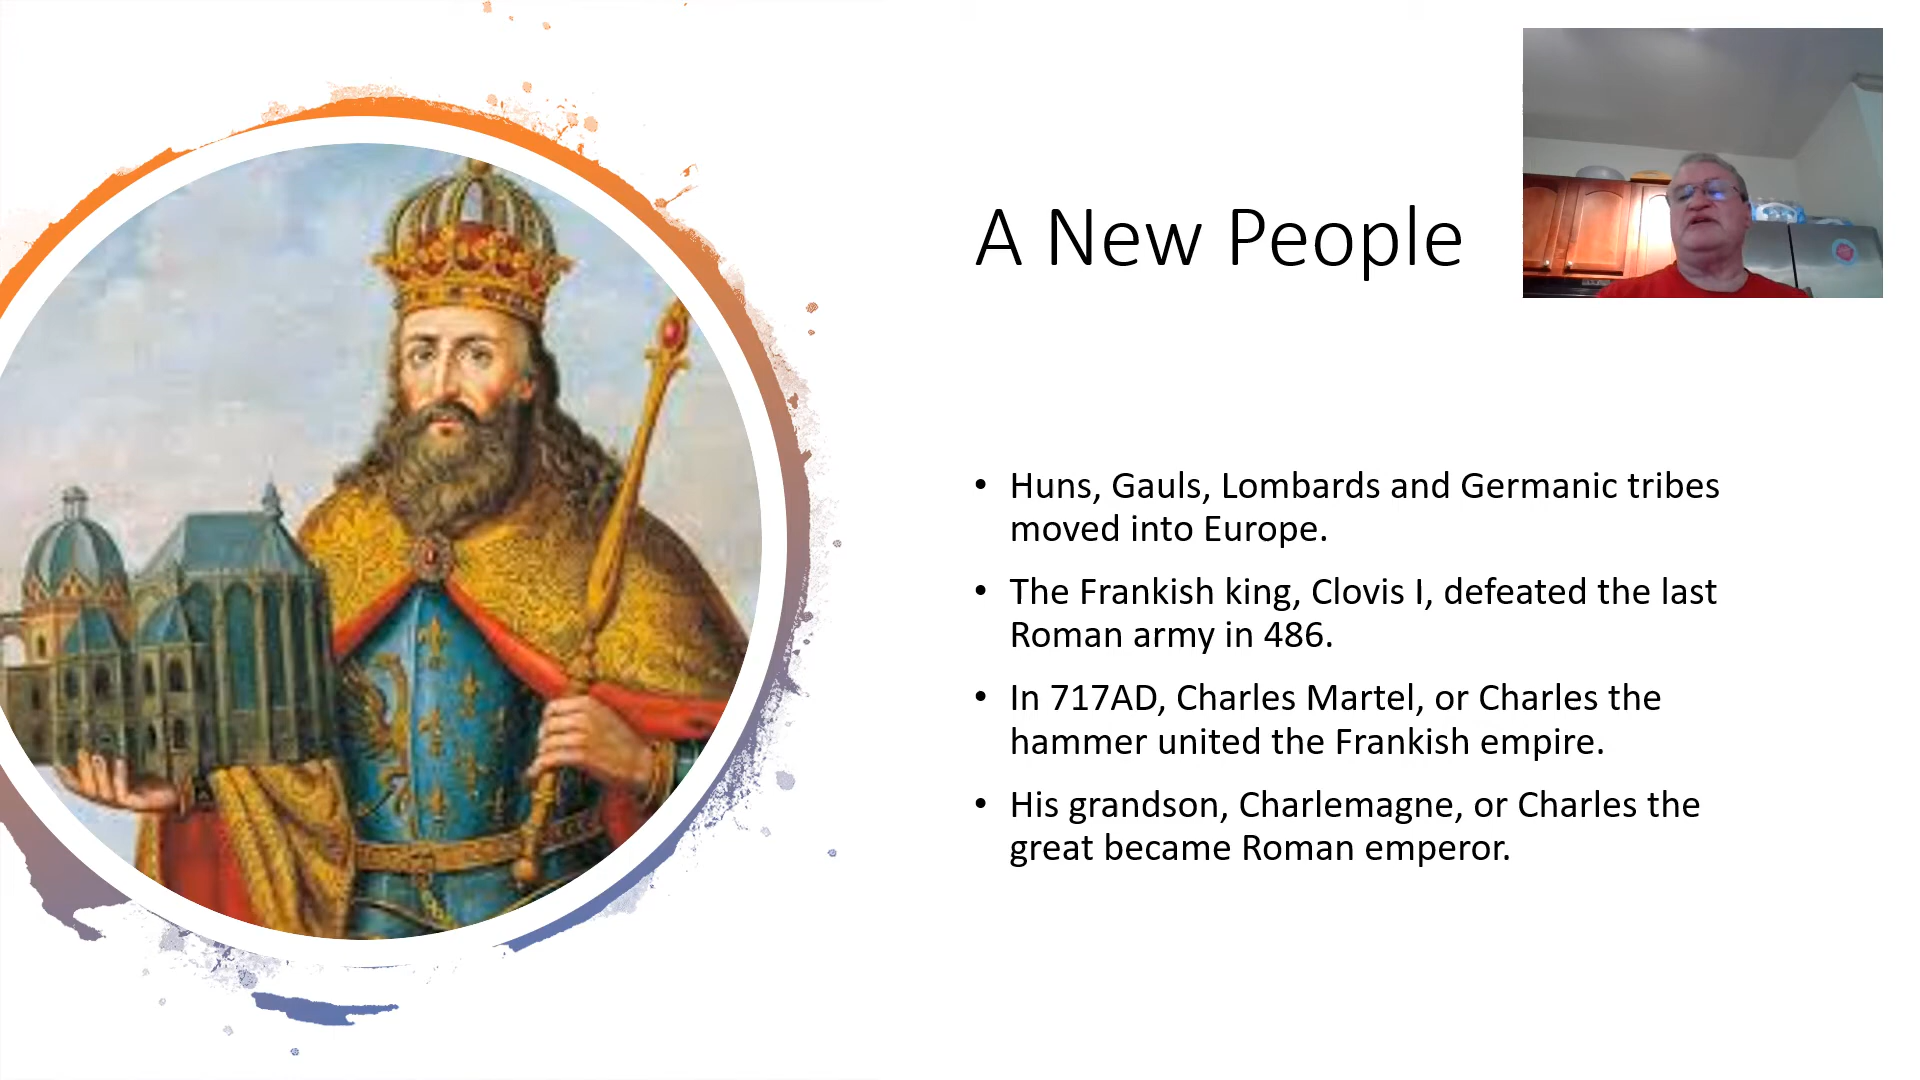 A New People
• Huns, Gauls, Lombards and Germanic tribes
moved into Europe.
• The Frankish king, Clovis I, defeated the last
Roman army in 486.
• In 717AD, Charles Martel, or Charles the
hammer united the Frankish empire.
• His grandson, Charlemagne, or Charles the
great became Roman emperor.